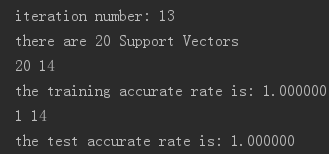 iteration number: 13
there are 20 Support Vectors
20 14
the training accurate rate is: 1.000000
1 14
the test accurate rate is: 1.000000